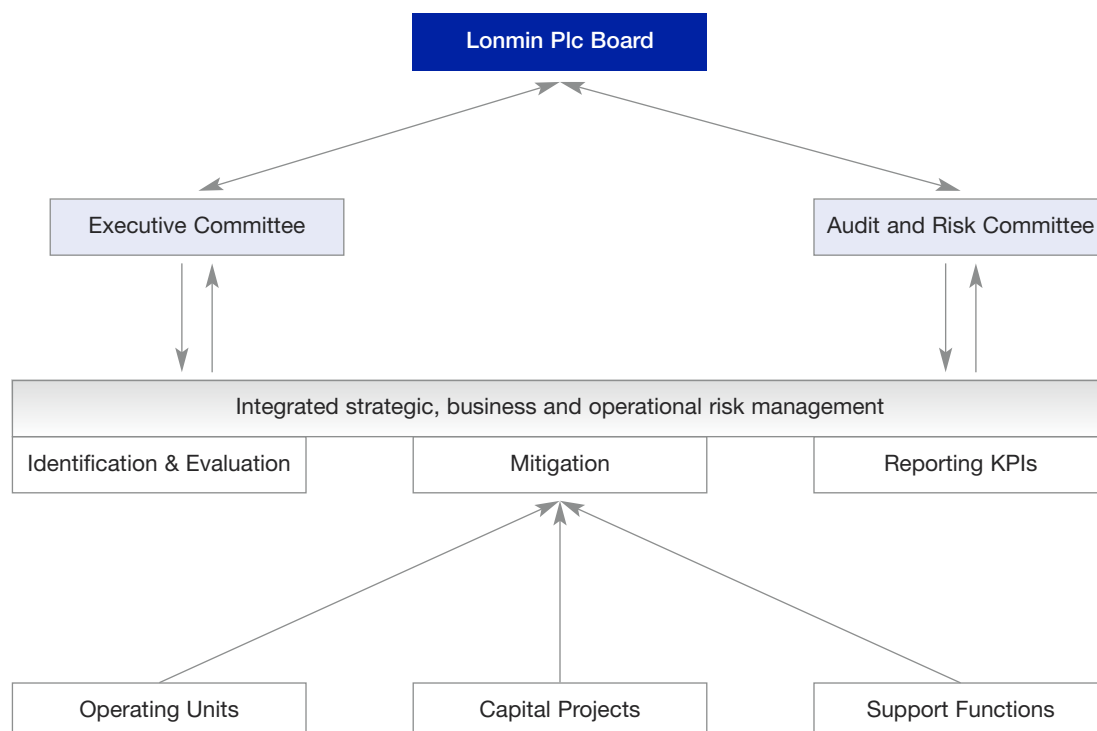 Lonmin Plc Board
Executive Committee
Audit and Risk Committee
Integrated strategic, business and operational risk management
Identification & Evaluation
Mitigation
Reporting KPIs
Operating Units
Capital Projects
Support Functions